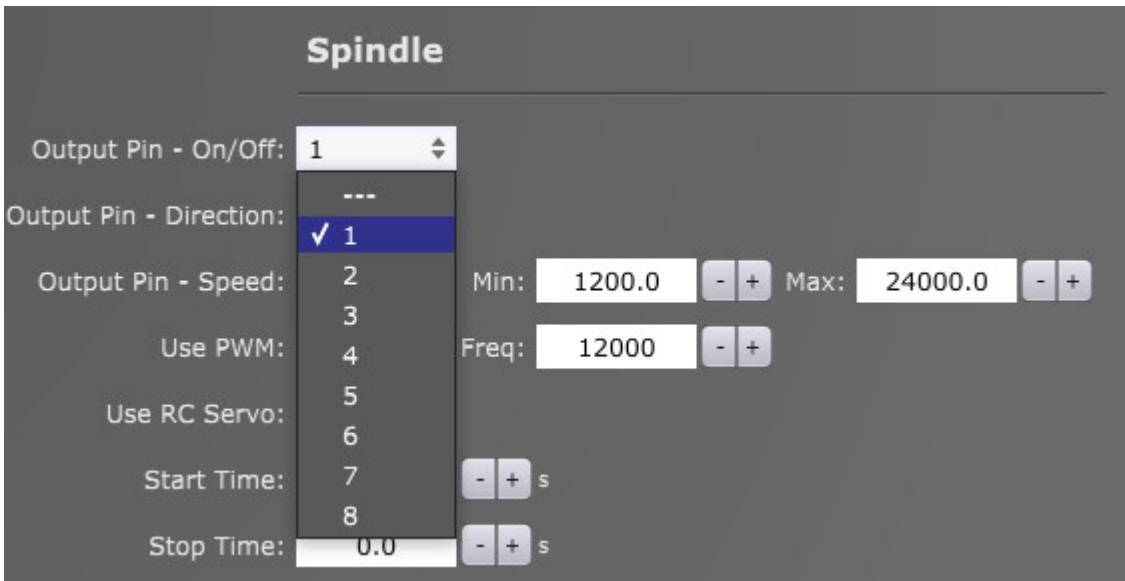 Spindle
Output Pin - On/Off: 1
---
Output Pin - Direction:
✓ 1
Output Pin - Speed: 2 Min: 1200.0 - + Max: 24000.0 - +
3
Use PWM: 4 Freq: 12000 - +
5
Use RC Servo:
6
Start Time: 7 - + s
8
Stop Time: 0.0 - + s